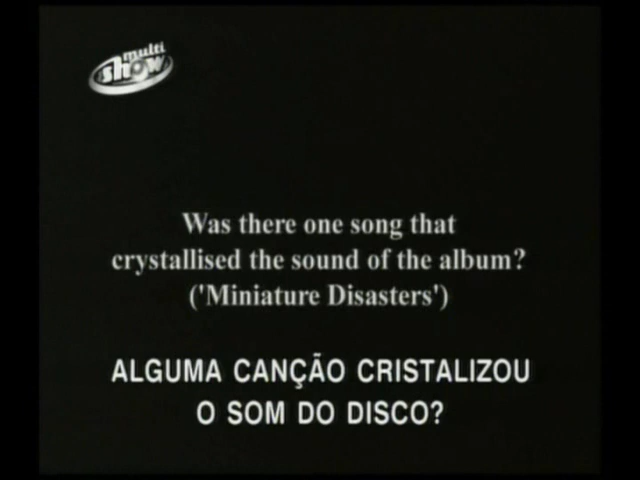 multi
show
Was there one song that
crystallised the sound of the album?
('Miniature Disasters')
ALGUMA CANÇÃO CRISTALIZOU
O SOM DO DISCO?